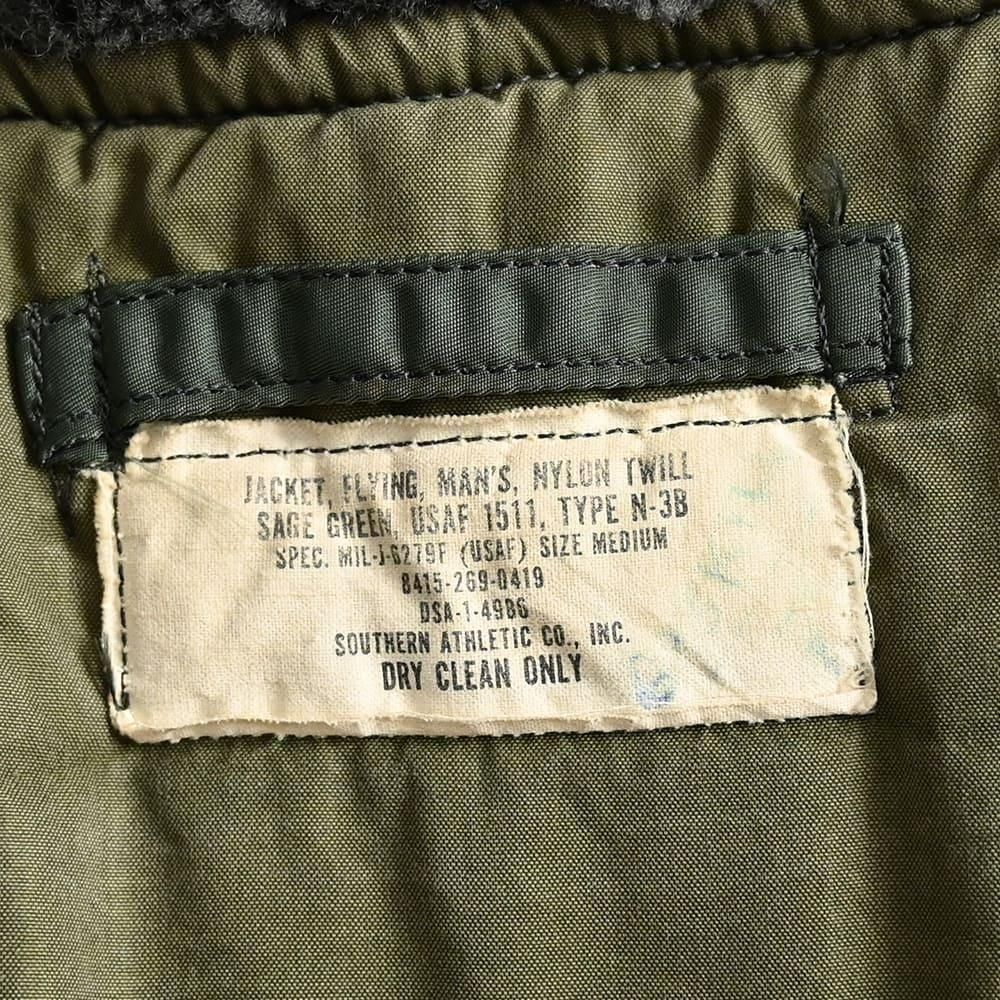 JACKET, FLYING, MAN'S, NYLON TWILL
SAGE GREEN, USAF 1511, TYPE N-3B
SPEC. MIL-J-6279F (USAF) SIZE MEDIUM
8415-269-0419
DSA-1-4986
SOUTHERN ATHLETIC CO., INC.
DRY CLEAN ONLY